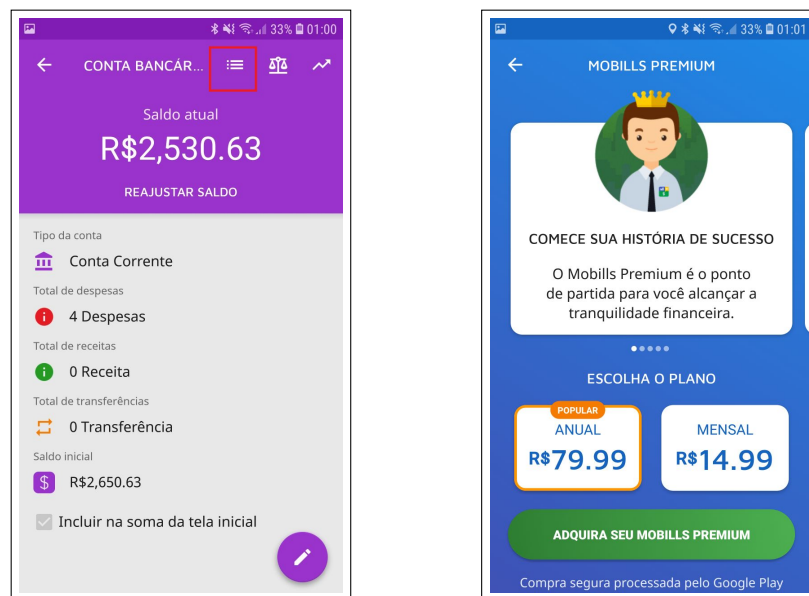 33% 01:00
CONTA BANCÁR...
Saldo atual
R$2,530.63
REAJUSTAR SALDO
Tipo da conta
Conta Corrente
Total de despesas
4 Despesas
Total de receitas
0 Receita
Total de transferências
0 Transferência
Saldo inicial
$ R$2,650.63
Incluir na soma da tela inicial
33% 01:01
MOBILLS PREMIUM
COMECE SUA HISTÓRIA DE SUCESSO
O Mobills Premium é o ponto
de partida para você alcançar a
tranquilidade financeira.
ESCOLHA O PLANO
POPULAR
ANUAL
R$79.99
MENSAL
R$14.99
ADQUIRA SEU MOBILLS PREMIUM
Compra segura processada pelo Google Play